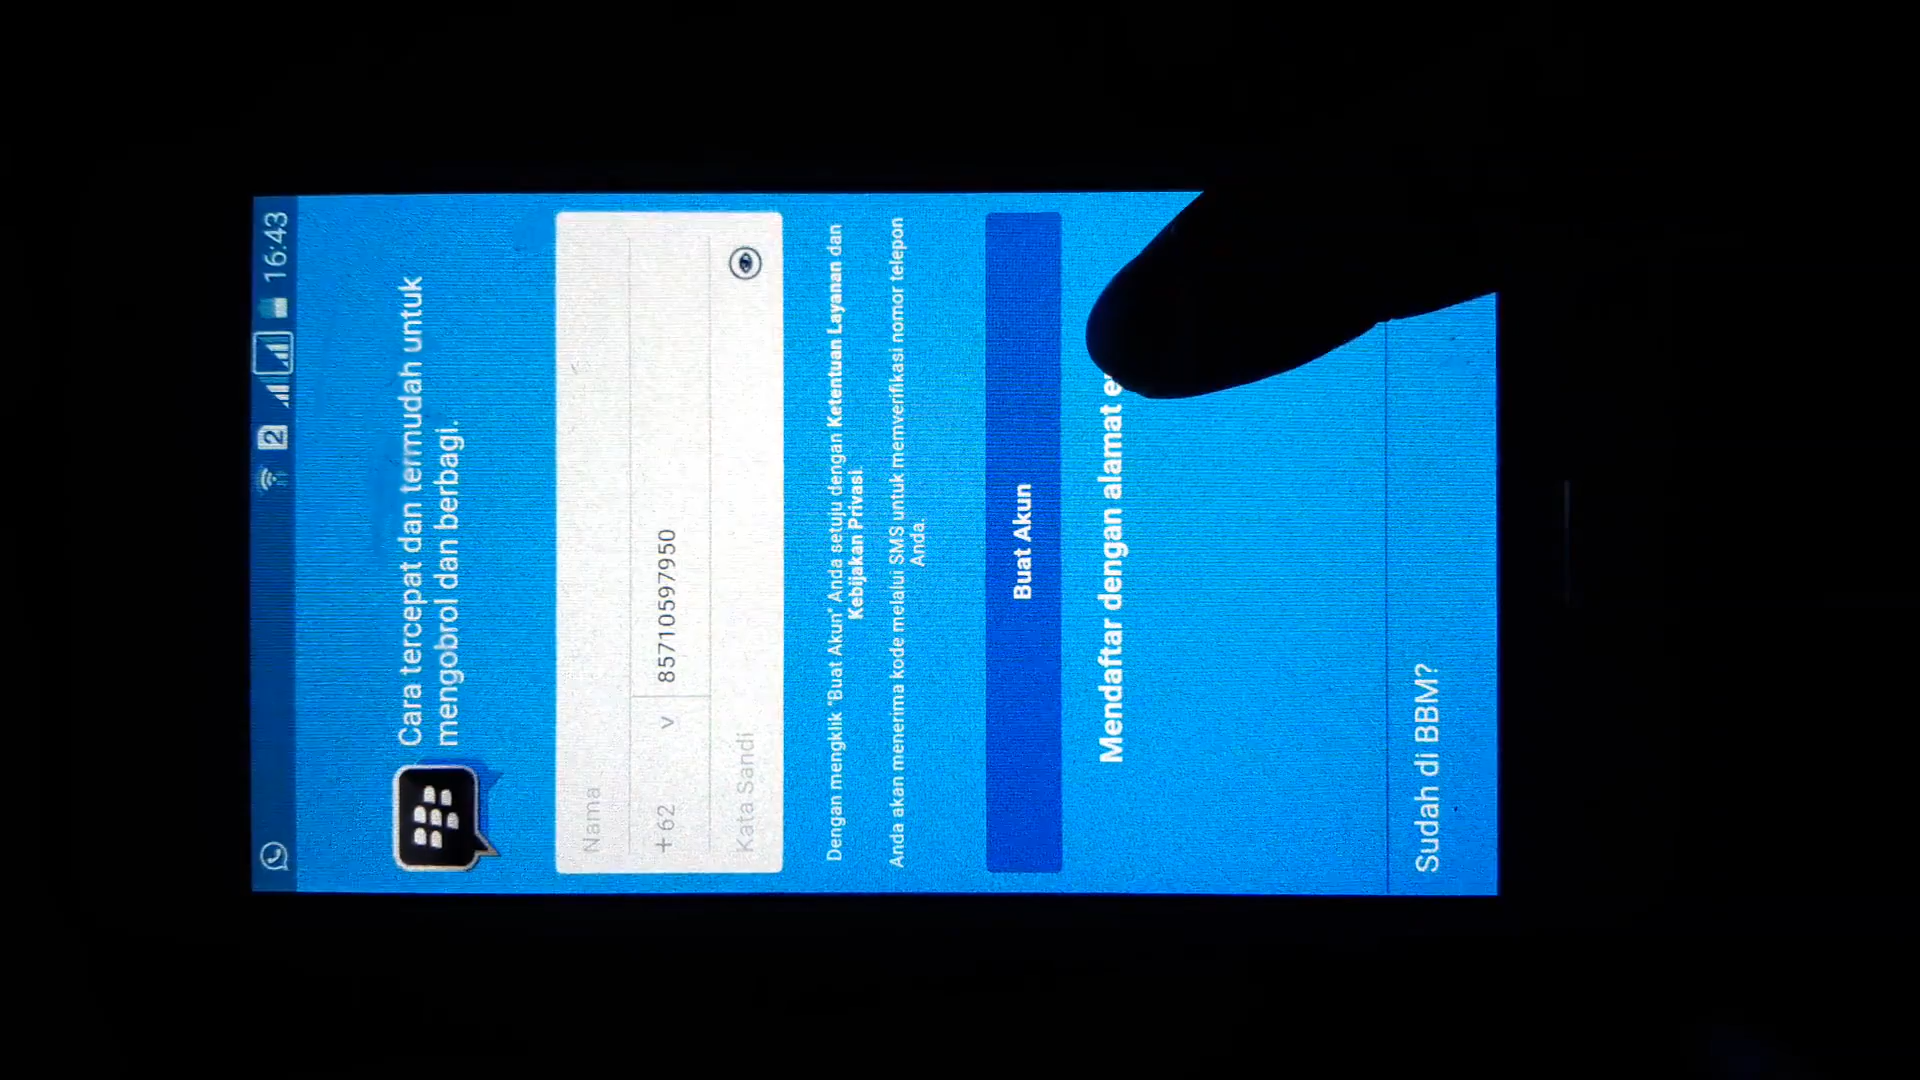 2
16:43
Cara tercepat dan termudah untuk
mengobrol dan berbagi.
Nama
+62
85710597950
Kata Sandi
Dengan mengklik "Buat Akun" Anda setuju dengan Ketentuan Layanan dan
Kebijakan Privasi.
Anda akan menerima kode melalui SMS untuk memverifikasi nomor telepon
Anda.
Buat Akun
Mendaftar dengan alamat
Sudah di BBM?